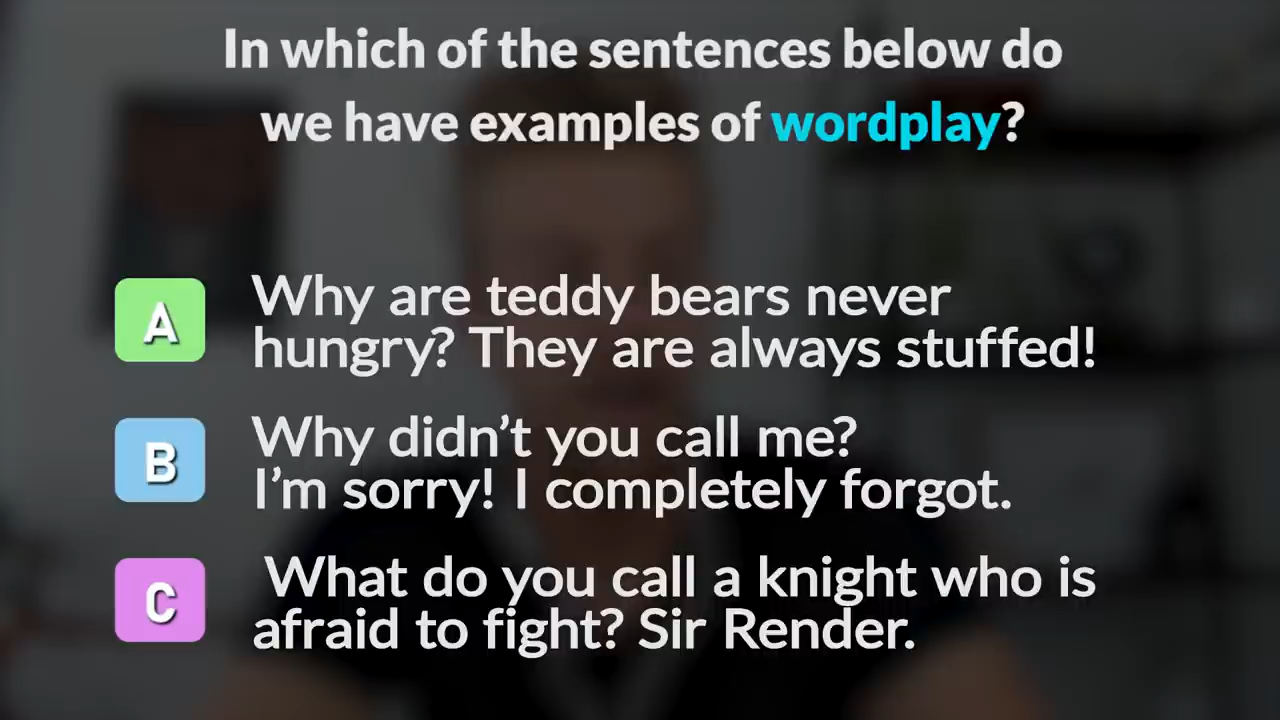 In which of the sentences below do
we have examples of wordplay?
A
Why are teddy bears never
hungry? They are always stuffed!
B
Why didn’t you call me?
I’m sorry! I completely forgot.
C
What do you call a knight who is
afraid to fight? Sir Render.